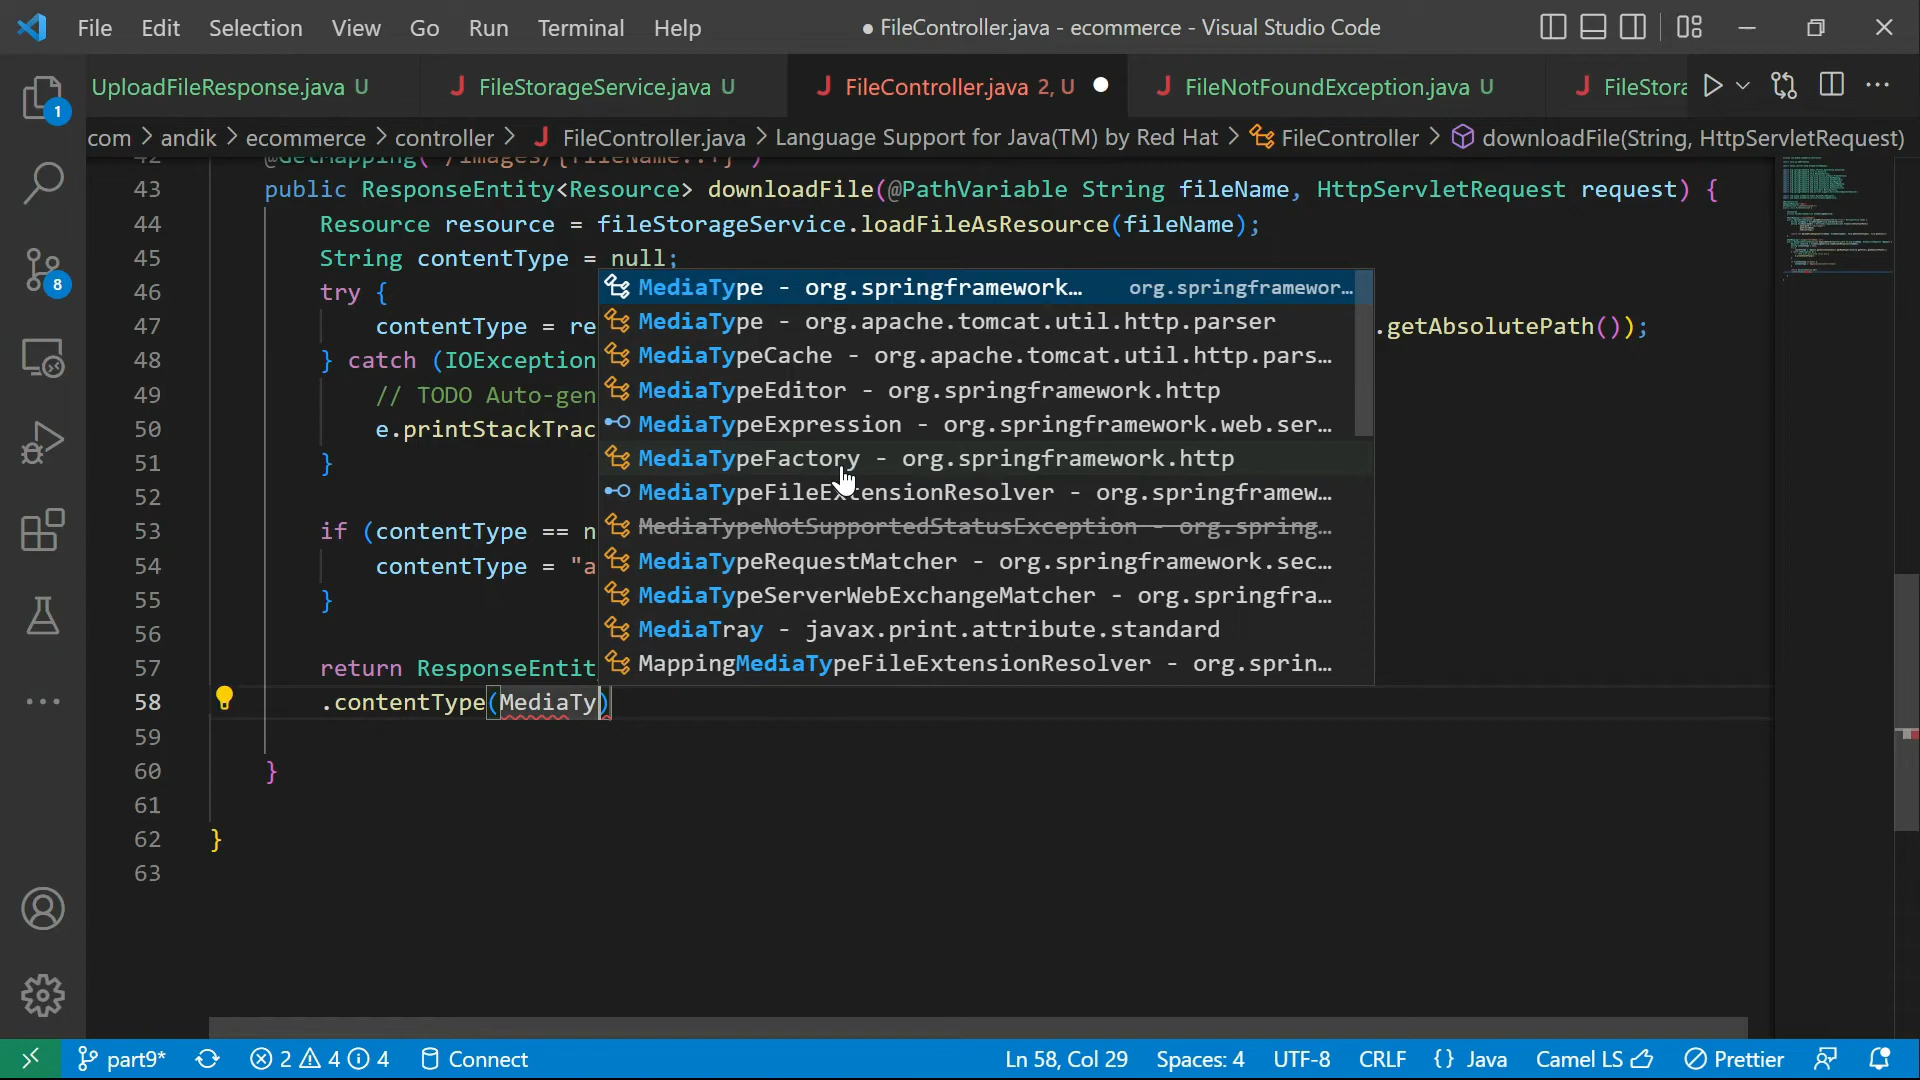 File Edit Selection View Go Run Terminal Help ● FileController.java - ecommerce - Visual Studio Code
UploadFileResponse.java U J FileStorageService.java U J FileController.java 2, U J FileNotFoundException.java U J FileStora
com > andik > ecommerce > controller > J FileController.java > Language Support for Java(TM) by Red Hat > FileController > downloadFile(String, HttpServletRequest)
42 @GetMapping("/images/{fileName:.+}")
43 public ResponseEntity<Resource> downloadFile(@PathVariable String fileName, HttpServletRequest request) {
44 Resource resource = fileStorageService.loadFileAsResource(fileName);
45 String contentType = null;
46 try {
47 contentType = re .getAbsolutePath());
48 } catch (IOException
49 // TODO Auto-gen
50 e.printStackTrac
51 }
52
53 if (contentType == n
54 contentType = "a
55 }
56
57 return ResponseEntit
58 .contentType(MediaTy)
59
60 }
61
62 }
63
MediaType - org.springframework… org.springframewor…
MediaType - org.apache.tomcat.util.http.parser
MediaTypeCache - org.apache.tomcat.util.http.pars…
MediaTypeEditor - org.springframework.http
MediaTypeExpression - org.springframework.web.ser…
MediaTypeFactory - org.springframework.http
MediaTypeFileExtensionResolver - org.springframew…
MediaTypeNotSupportedStatusException - org.spring…
MediaTypeRequestMatcher - org.springframework.sec…
MediaTypeServerWebExchangeMatcher - org.springfra…
MediaTray - javax.print.attribute.standard
MappingMediaTypeFileExtensionResolver - org.sprin…
1
8
part9* 2 4 4 Connect Ln 58, Col 29 Spaces: 4 UTF-8 CRLF {} Java Camel LS Prettier